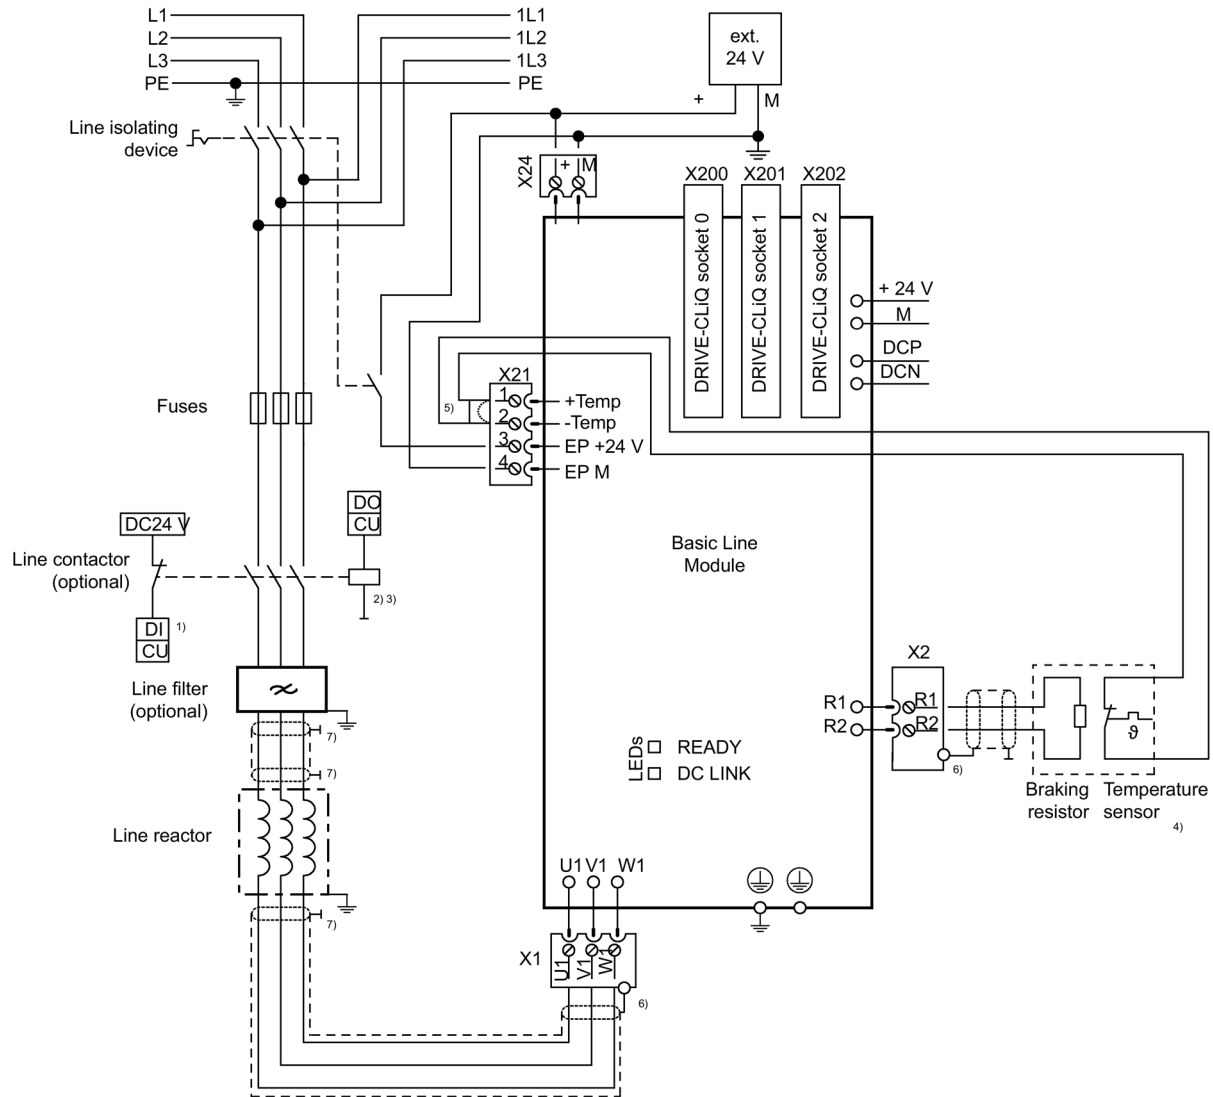 L1
1L1
L2
1L2
L3
1L3
PE
PE
ext.
24 V
+
M
Line isolating
device
X24
+
M
X200
X201
X202
DRIVE-CLiQ socket 0
DRIVE-CLiQ socket 1
DRIVE-CLiQ socket 2
+ 24 V
M
DCP
DCN
X21
1
+Temp
5)
2
-Temp
3
EP +24 V
4
EP M
Fuses
DC24 V
DO
CU
Line contactor
(optional)
2) 3)
DI
CU
1)
Basic Line
Module
Line filter
(optional)
7)
7)
X2
R1
R1
R2
R2
6)
ϑ
LEDs
READY
DC LINK
Braking
resistor
Temperature
sensor
4)
Line reactor
7)
U1
V1
W1
X1
U1
V1
W1
6)